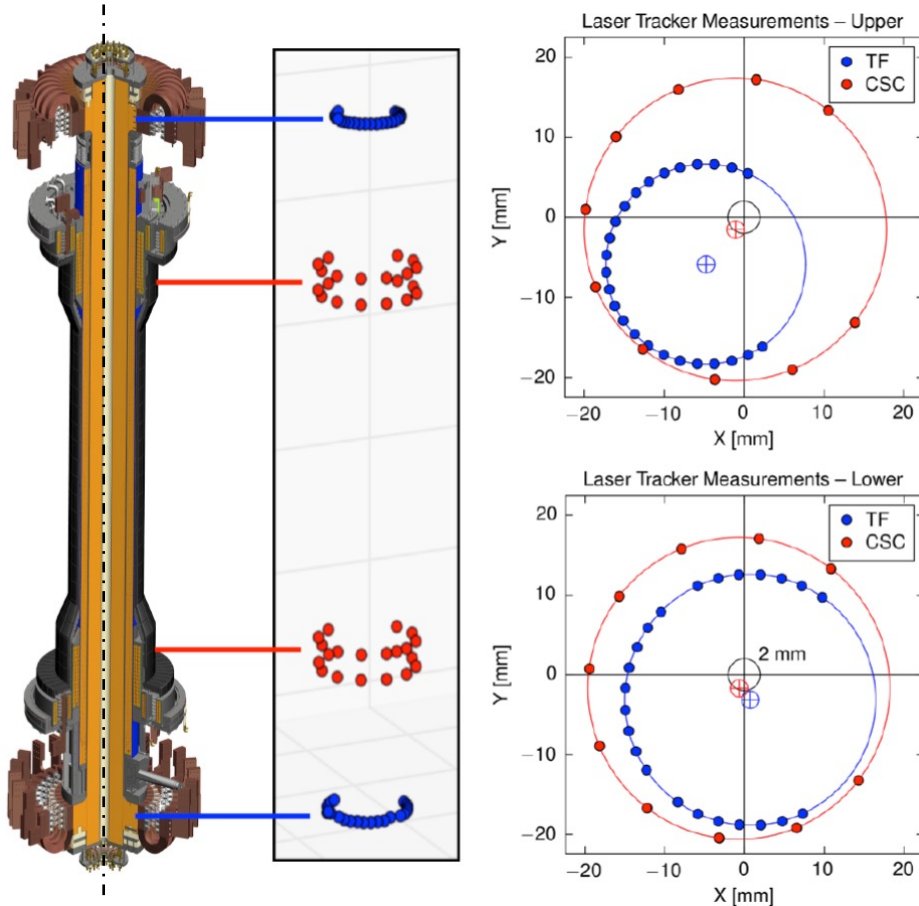 Laser Tracker Measurements – Upper
20
10
0
−10
−20
Y [mm]
TF
CSC
−20
−10
0
10
20
X [mm]
Laser Tracker Measurements – Lower
20
10
0
−10
−20
Y [mm]
TF
CSC
2 mm
−20
−10
0
10
20
X [mm]